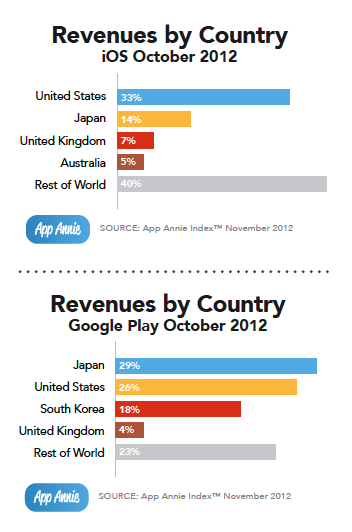 Revenues by Country
iOS October 2012
United States 33%
Japan 14%
United Kingdom 7%
Australia 5%
Rest of World 40%
App Annie SOURCE: App Annie Index™ November 2012
Revenues by Country
Google Play October 2012
Japan 29%
United States 26%
South Korea 18%
United Kingdom 4%
Rest of World 23%
App Annie SOURCE: App Annie Index™ November 2012